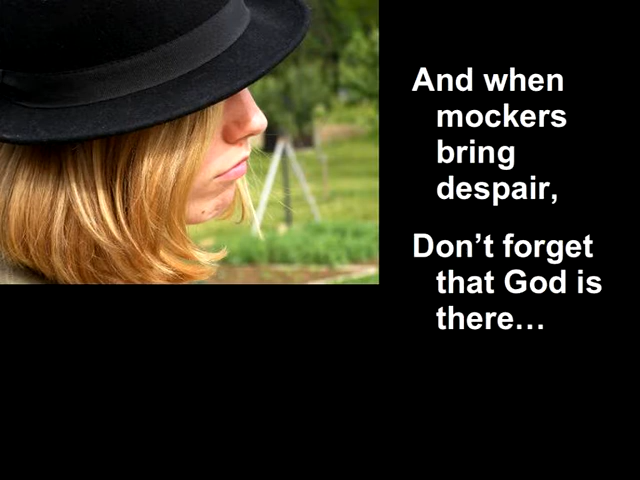 And when
mockers
bring
despair,
Don’t forget
that God is
there…